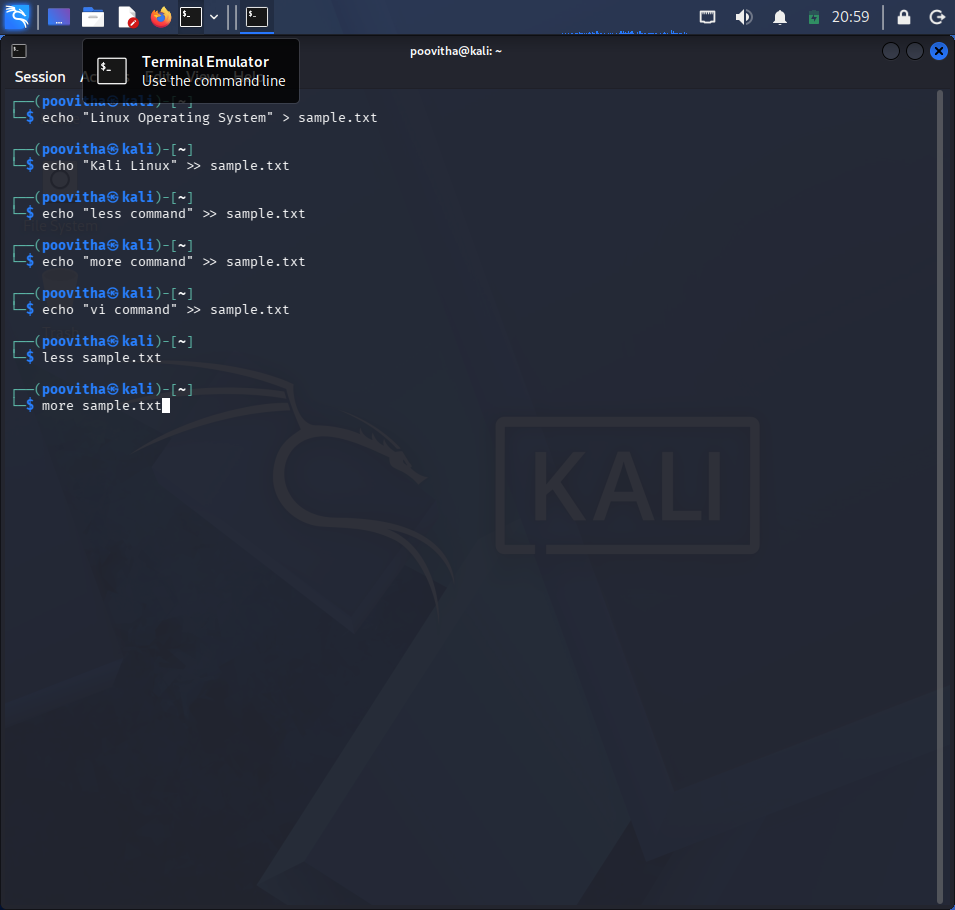 20:59
poovitha@kali: ~
Session
Terminal Emulator
Use the command line
┌──(poovitha㉿kali)-[~]
└─$ echo "Linux Operating System" > sample.txt
┌──(poovitha㉿kali)-[~]
└─$ echo "Kali Linux" >> sample.txt
┌──(poovitha㉿kali)-[~]
└─$ echo "less command" >> sample.txt
┌──(poovitha㉿kali)-[~]
└─$ echo "more command" >> sample.txt
┌──(poovitha㉿kali)-[~]
└─$ echo "vi command" >> sample.txt
┌──(poovitha㉿kali)-[~]
└─$ less sample.txt
┌──(poovitha㉿kali)-[~]
└─$ more sample.txt
KALI